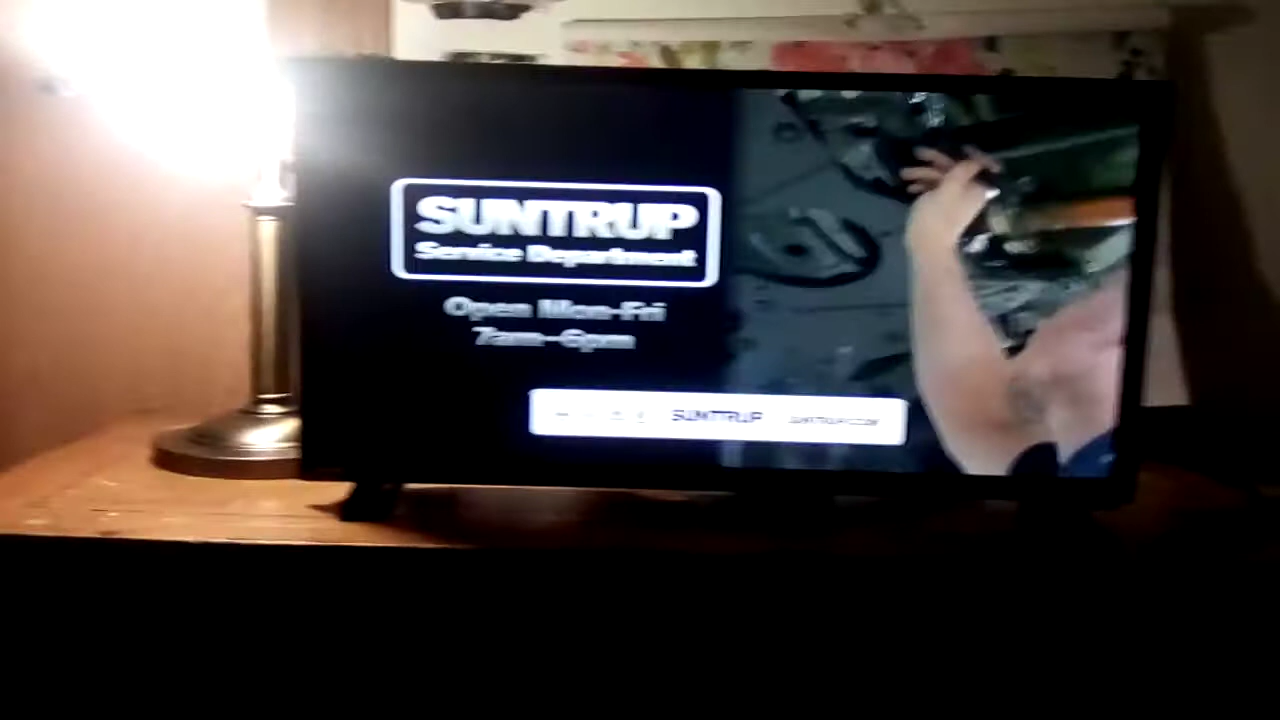 SUNTRUP
Service Department
Open Mon-Fri
7am-6pm
SUNTRUP